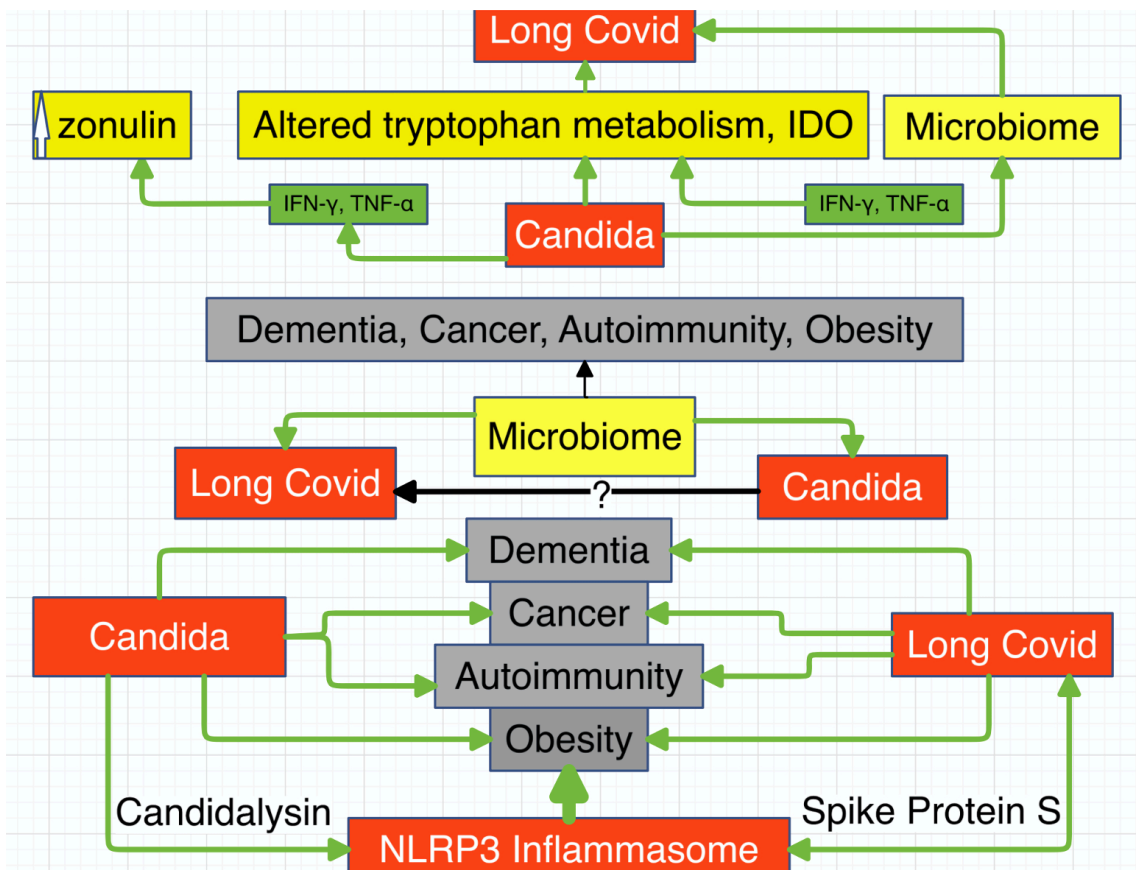 Long Covid
zonulin
Altered tryptophan metabolism, IDO
Microbiome
IFN-γ, TNF-α
IFN-γ, TNF-α
Candida
Dementia, Cancer, Autoimmunity, Obesity
Microbiome
Long Covid
?
Candida
Dementia
Cancer
Candida
Long Covid
Autoimmunity
Obesity
Candidalysin
Spike Protein S
NLRP3 Inflammasome